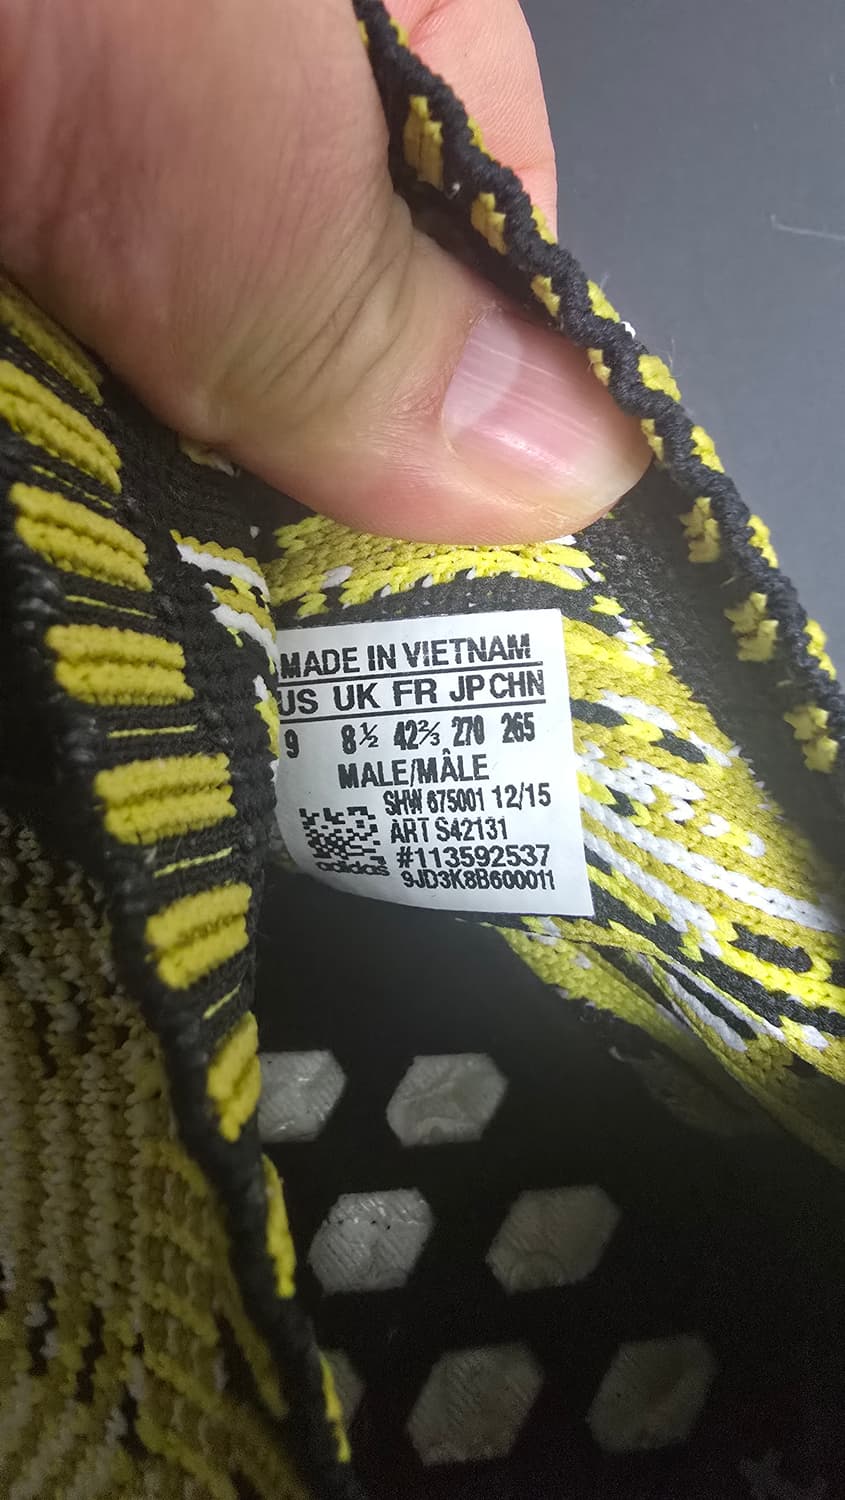 MADE IN VIETNAM
US UK FR JP CHN
9 8½ 42⅔ 270 265
MALE/MÂLE
SHW 675001 12/15
ART S42131
#113592537
adidas
9JD3K8B600011